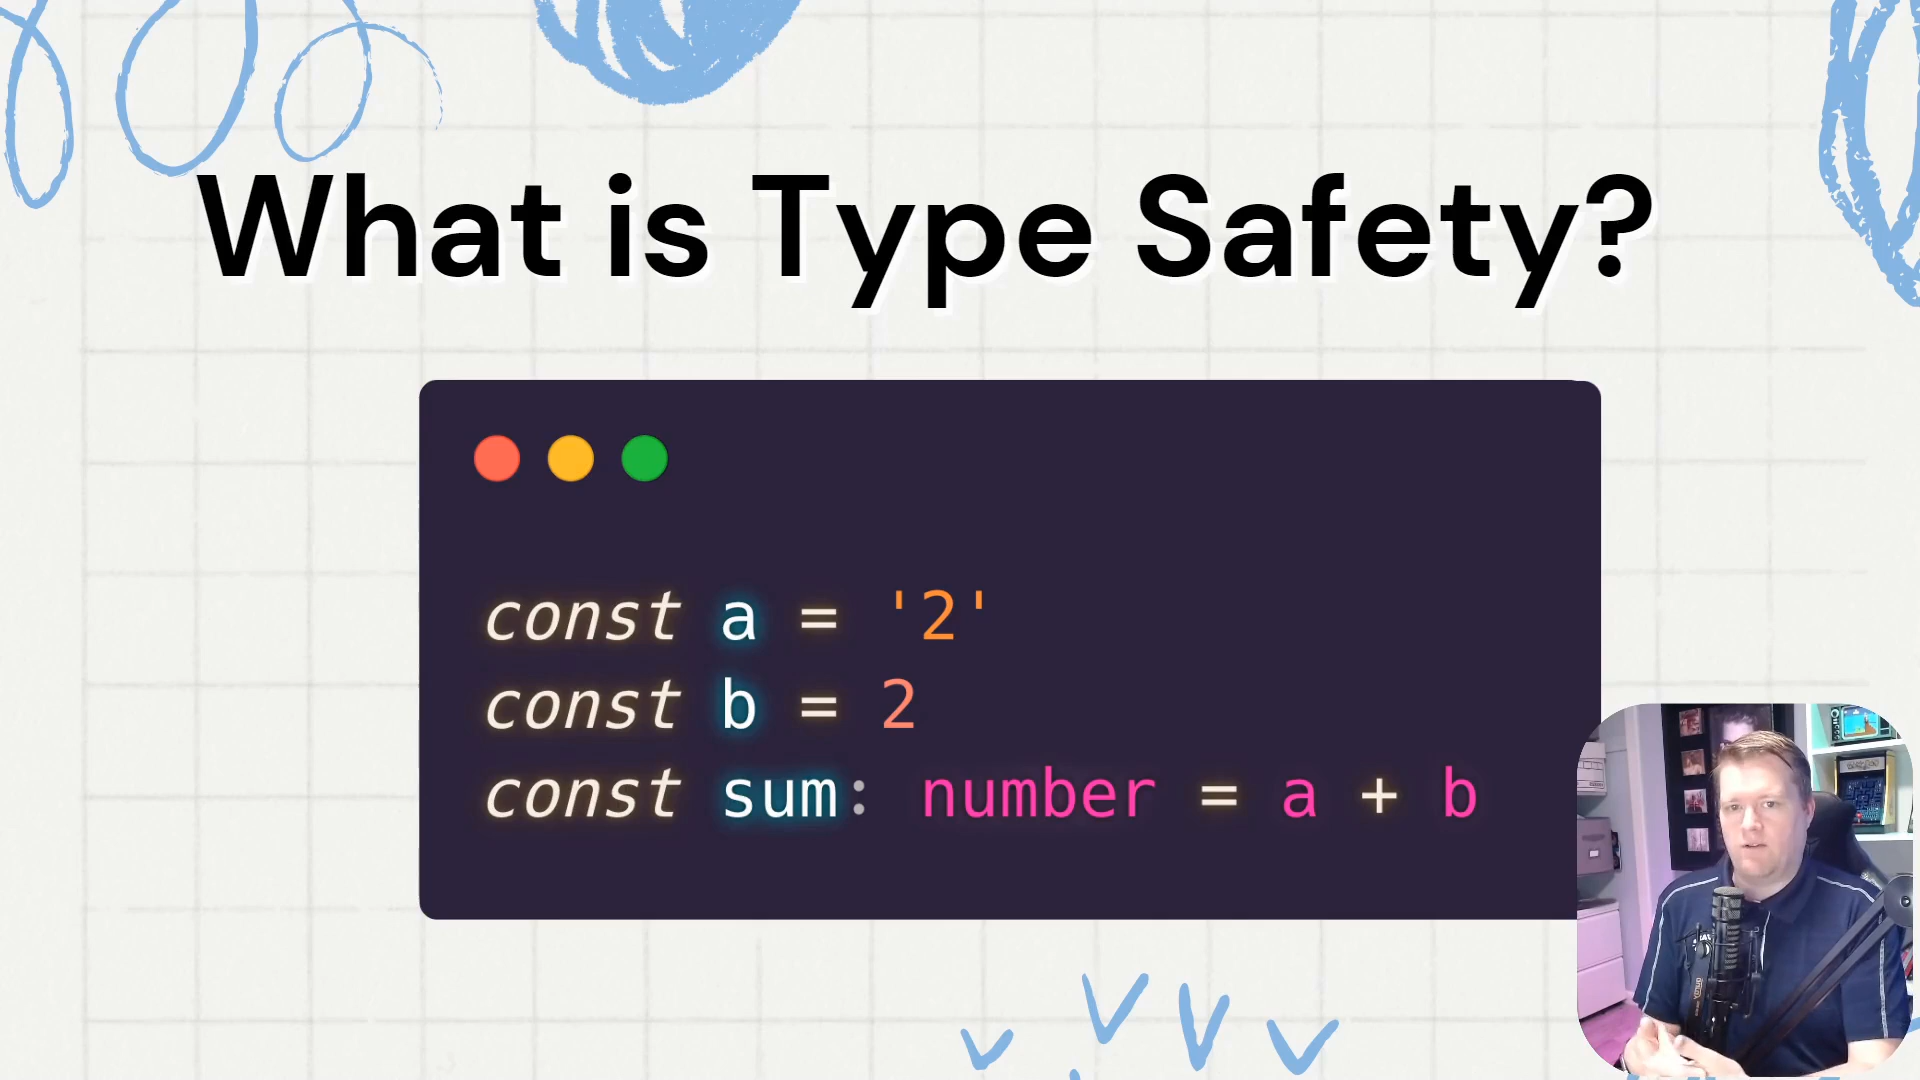 What is Type Safety?
const a = '2'
const b = 2
const sum: number = a + b